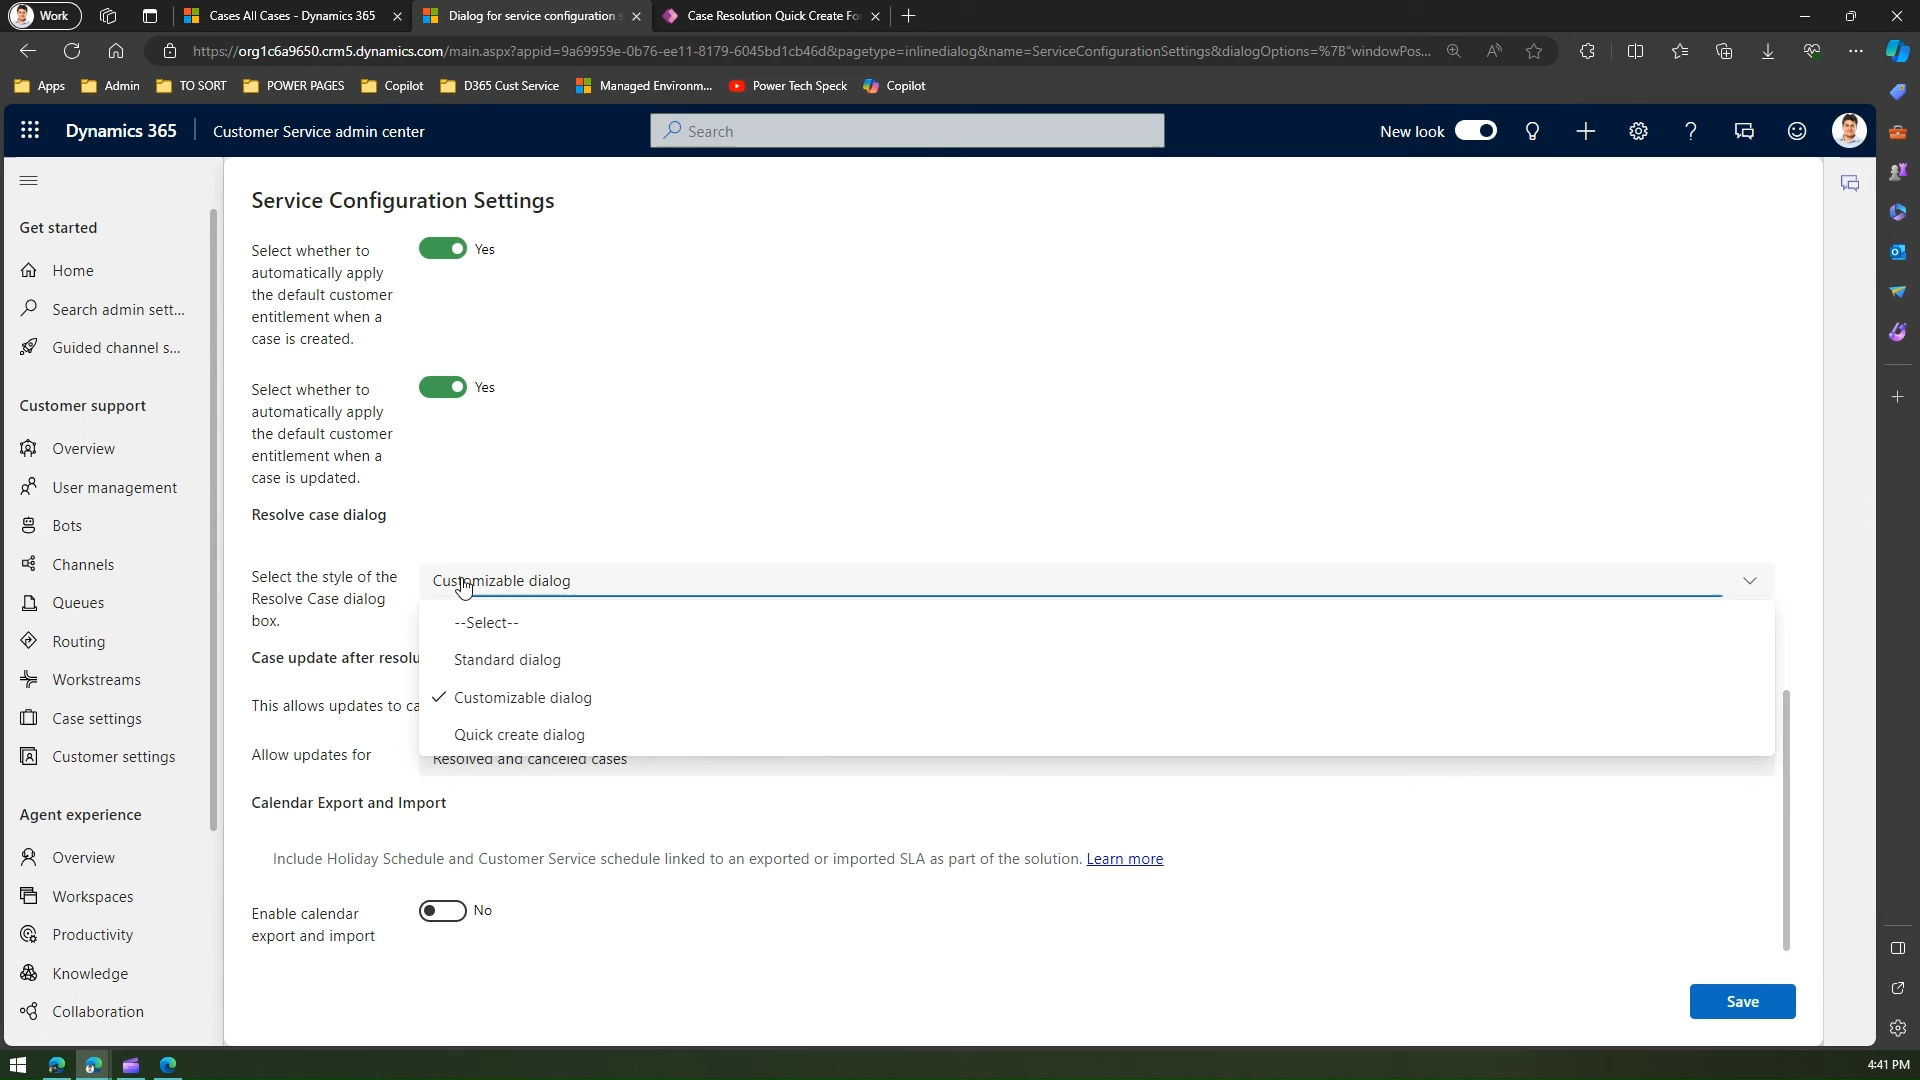 Work
Cases All Cases - Dynamics 365
Dialog for service configuration s
Case Resolution Quick Create Fo
https://org1c6a9650.crm5.dynamics.com/main.aspx?appid=9a69959e-0b76-ee11-8179-6045bd1cb46d&pagetype=inlinedialog&name=ServiceConfigurationSettings&dialogOptions=%7B"windowPos...
Apps
Admin
TO SORT
POWER PAGES
Copilot
D365 Cust Service
Managed Environm...
Power Tech Speck
Copilot
Dynamics 365
Customer Service admin center
Search
New look
Get started
Home
Search admin sett...
Guided channel s...
Customer support
Overview
User management
Bots
Channels
Queues
Routing
Workstreams
Case settings
Customer settings
Agent experience
Overview
Workspaces
Productivity
Knowledge
Collaboration
Service Configuration Settings
Select whether to
automatically apply
the default customer
entitlement when a
case is created.
Yes
Select whether to
automatically apply
the default customer
entitlement when a
case is updated.
Yes
Resolve case dialog
Select the style of the
Resolve Case dialog
box.
Customizable dialog
--Select--
Standard dialog
Customizable dialog
Quick create dialog
Case update after resolu
This allows updates to ca
Allow updates for
Resolved and canceled cases
Calendar Export and Import
Include Holiday Schedule and Customer Service schedule linked to an exported or imported SLA as part of the solution. Learn more
Enable calendar
export and import
No
Save
4:41 PM